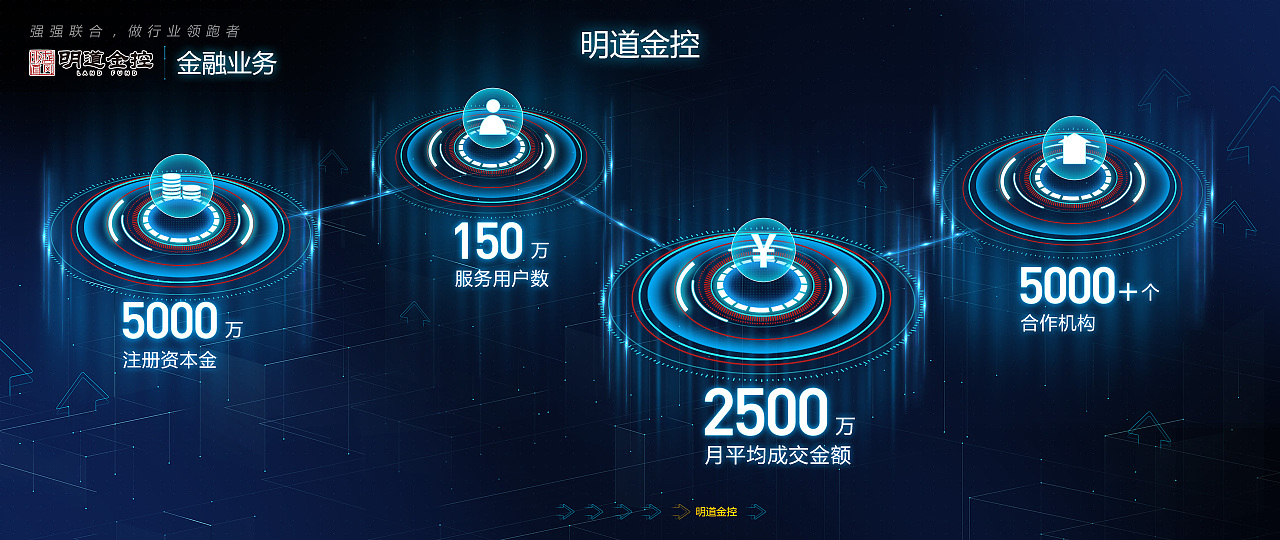 强强联合，做行业领跑者
明道金控
LAND FUND
金融业务
明道金控
5000 万
注册资本金
150 万
服务用户数
¥
2500 万
月平均成交金额
5000+个
合作机构
明道金控